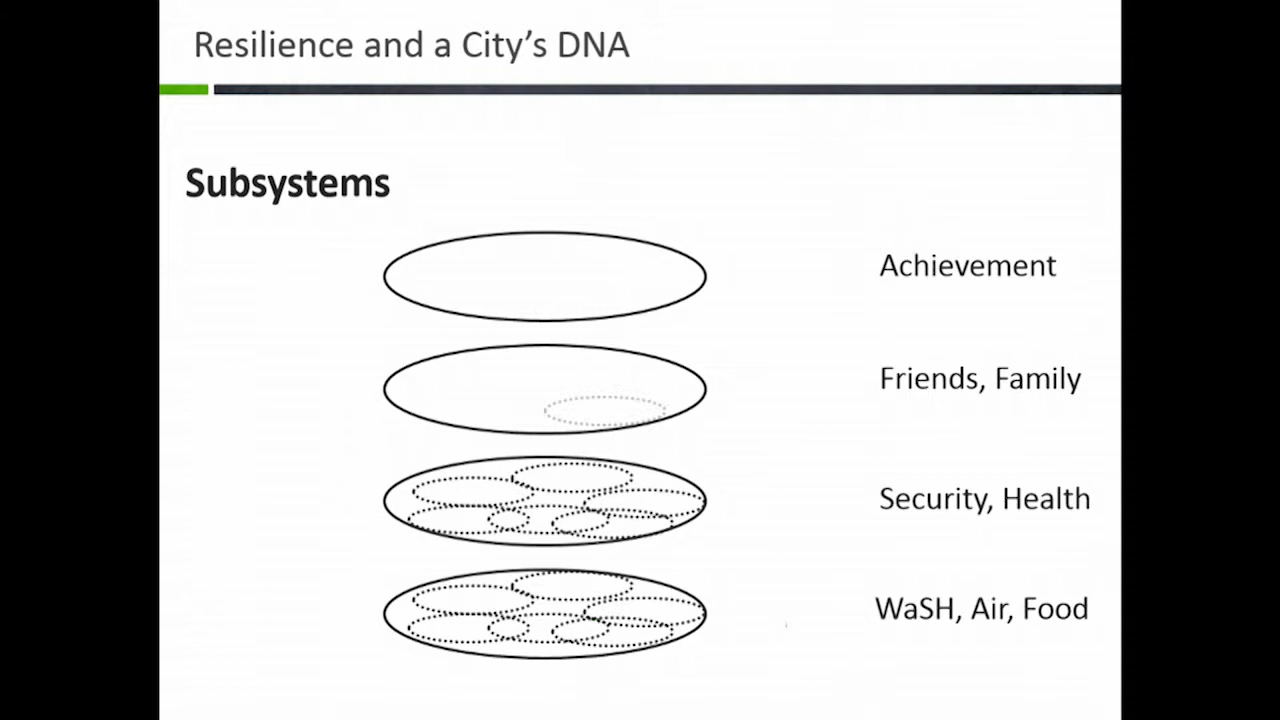 Resilience and a City’s DNA
Subsystems
Achievement
Friends, Family
Security, Health
WaSH, Air, Food